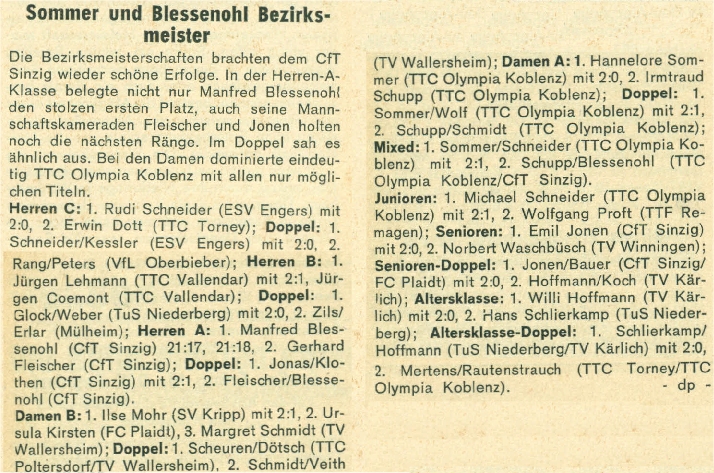 Sommer und Blessenohl Bezirks-
meister
Die Bezirksmeisterschaften brachten dem CfT
Sinzig wieder schöne Erfolge. In der Herren-A-
Klasse belegte nicht nur Manfred Blessenohl
den stolzen ersten Platz, auch seine Mann-
schaftskameraden Fleischer und Jonen holten
noch die nächsten Ränge. Im Doppel sah es
ähnlich aus. Bei den Damen dominierte eindeu-
tig TTC Olympia Koblenz mit allen nur mögli-
chen Titeln.
Herren C: 1. Rudi Schneider (ESV Engers) mit
2:0, 2. Erwin Dott (TTC Torney); Doppel: 1.
Schneider/Kessler (ESV Engers) mit 2:0, 2.
Rang/Peters (VfL Oberbieber); Herren B: 1.
Jürgen Lehmann (TTC Vallendar) mit 2:1, Jür-
gen Coemont (TTC Vallendar); Doppel: 1.
Glock/Weber (TuS Niederberg) mit 2:0, 2. Zils/
Erlar (Mülheim); Herren A: 1. Manfred Bles-
senohl (CfT Sinzig) 21:17, 21:18, 2. Gerhard
Fleischer (CfT Sinzig); Doppel: 1. Jonas/Klo-
then (CfT Sinzig) mit 2:1, 2. Fleischer/Blesse-
nohl (CfT Sinzig).
Damen B: 1. Ilse Mohr (SV Kripp) mit 2:1, 2. Ur-
sula Kirsten (FC Plaidt), 3. Margret Schmidt (TV
Wallersheim); Doppel: 1. Scheuren/Dötsch (TTC
Poltersdorf/TV Wallersheim), 2. Schmidt/Veith
(TV Wallersheim); Damen A: 1. Hannelore Som-
mer (TTC Olympia Koblenz) mit 2:0, 2. Irmtraud
Schupp (TTC Olympia Koblenz); Doppel: 1.
Sommer/Wolf (TTC Olympia Koblenz) mit 2:1,
2. Schupp/Schmidt (TTC Olympia Koblenz);
Mixed: 1. Sommer/Schneider (TTC Olympia Ko-
blenz) mit 2:1, 2. Schupp/Blessenohl (TTC
Olympia Koblenz/CfT Sinzig).
Junioren: 1. Michael Schneider (TTC Olympia
Koblenz) mit 2:1, 2. Wolfgang Proft (TTF Re-
magen); Senioren: 1. Emil Jonen (CfT Sinzig)
mit 2:0, 2. Norbert Waschbüsch (TV Winningen);
Senioren-Doppel: 1. Jonen/Bauer (CfT Sinzig/
FC Plaidt) mit 2:0, 2. Hoffmann/Koch (TV Kär-
lich); Altersklasse: 1. Willi Hoffmann (TV Kär-
lich) mit 2:0, 2. Hans Schlierkamp (TuS Nieder-
berg); Altersklasse-Doppel: 1. Schlierkamp/
Hoffmann (TuS Niederberg/TV Kärlich) mit 2:0,
2. Mertens/Rautenstrauch (TTC Torney/TTC
Olympia Koblenz). - dp -